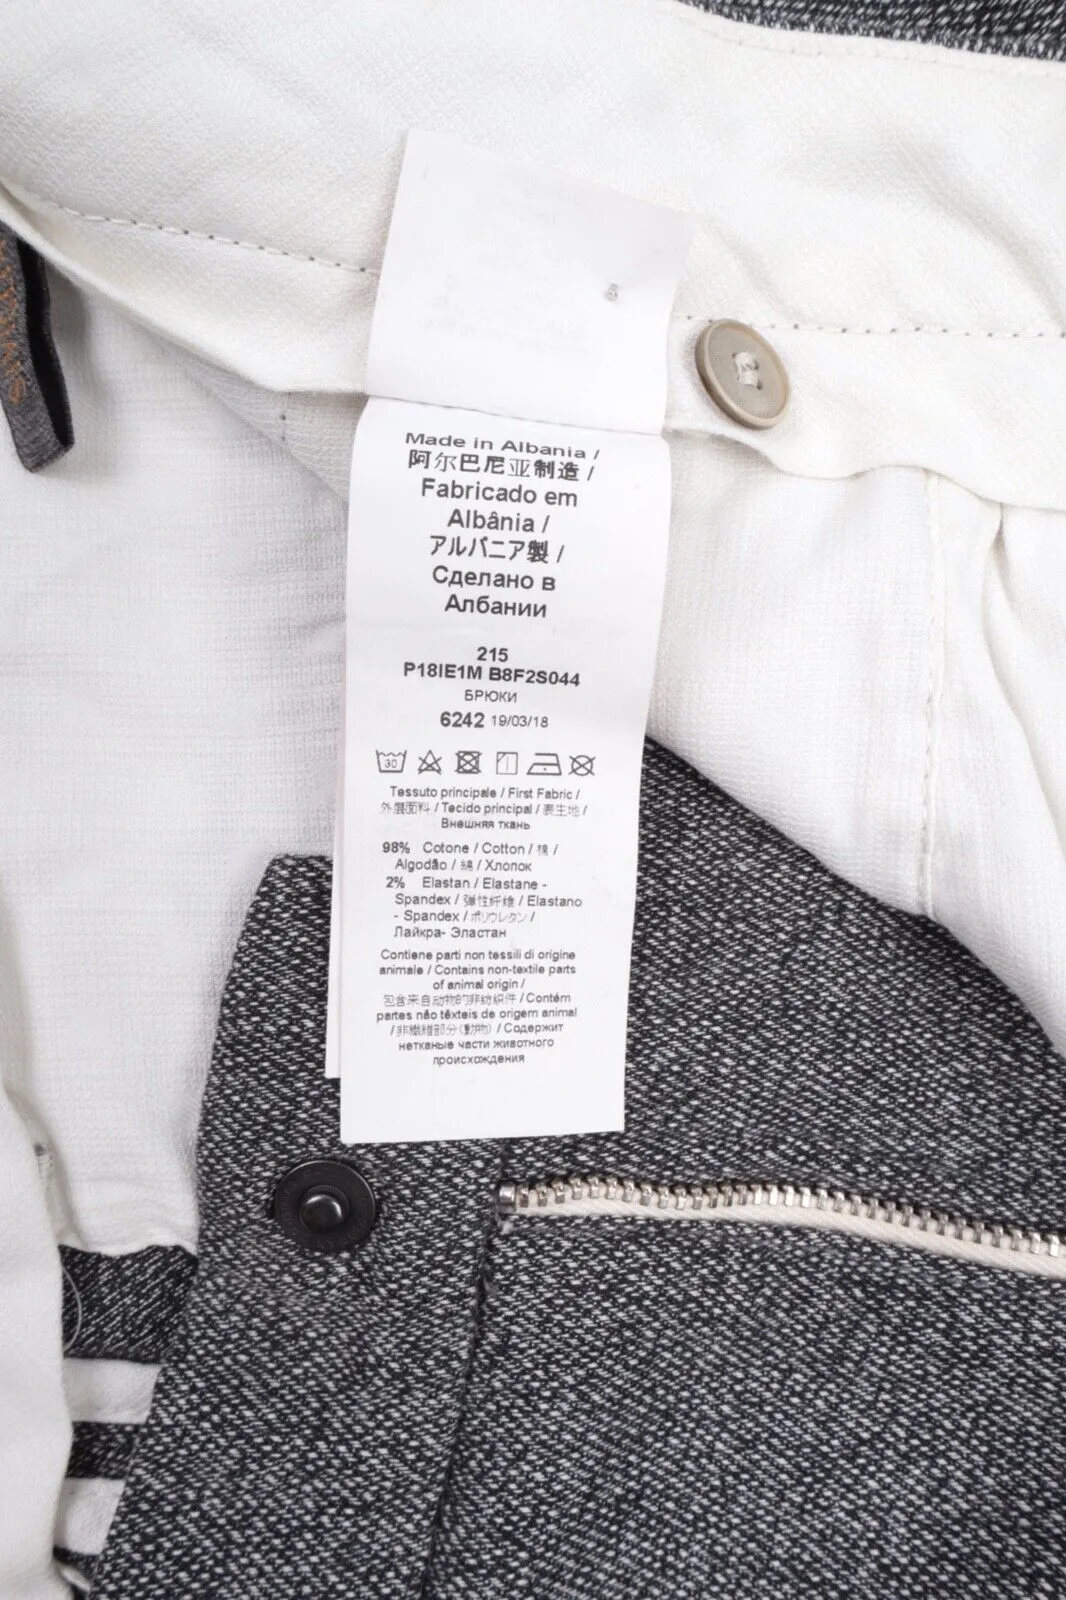 Made in Albania /
阿尔巴尼亚制造 /
Fabricado em
Albânia /
アルバニア製 /
Сделано в
Албании
215
P18IE1M B8F2S044
БРЮКИ
6242 19/03/18
30
Tessuto principale / First Fabric /
外层面料 / Tecido principal / 表生地 /
Внешняя ткань
98% Cotone / Cotton / 棉 /
Algodão / 綿 / Хлопок
2% Elastan / Elastane -
Spandex / 弹性纤维 / Elastano
- Spandex / ポリウレタン /
Лайкра- Эластан
Contiene parti non tessili di origine
animale / Contains non-textile parts
of animal origin /
包含来自动物的非纺织件 / Contém
partes não têxteis de origem animal
/ 非繊維部分(動物) / Содержит
нетканые части животного
происхождения